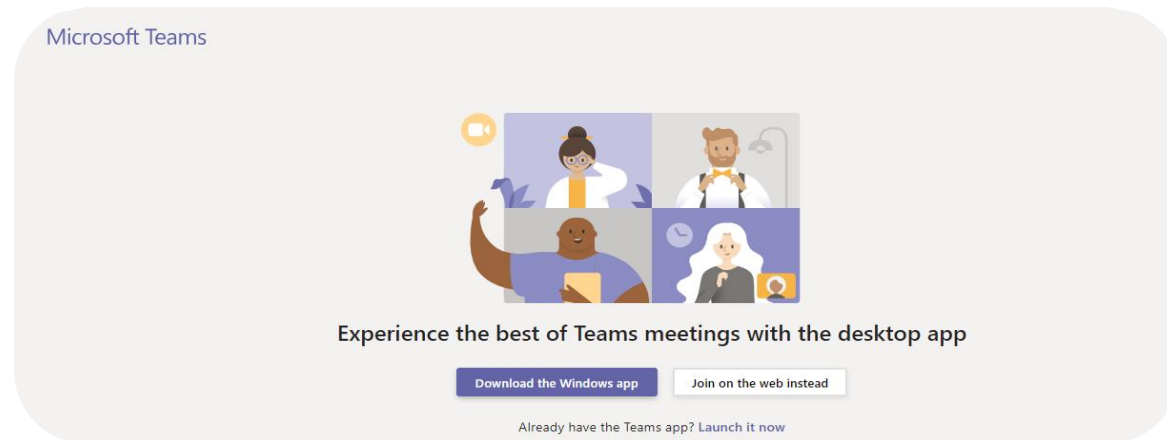 Microsoft Teams
Experience the best of Teams meetings with the desktop app
Download the Windows app
Join on the web instead
Already have the Teams app? Launch it now